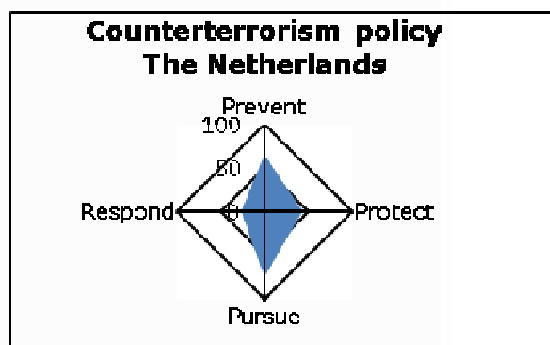 Counterterrorism policy
The Netherlands
Prevent
100
50
Respond 0 Protect
Pursue